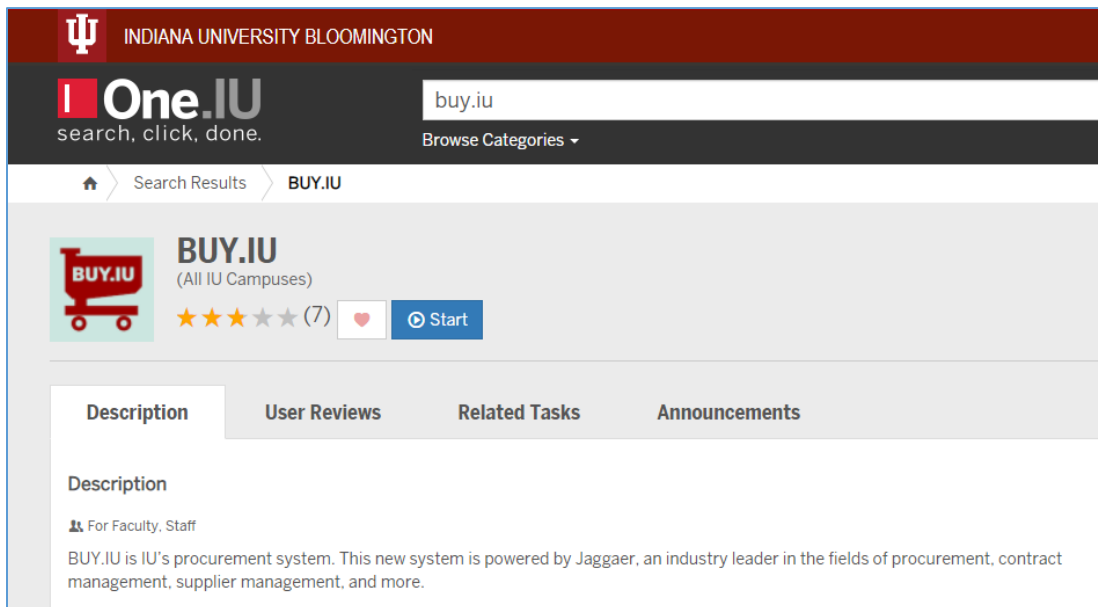 INDIANA UNIVERSITY BLOOMINGTON
One.IU
search, click, done.
buy.iu
Browse Categories
Search Results
BUY.IU
BUY.IU
BUY.IU
(All IU Campuses)
(7)
Start
Description
User Reviews
Related Tasks
Announcements
Description
For Faculty, Staff
BUY.IU is IU's procurement system. This new system is powered by Jaggaer, an industry leader in the fields of procurement, contract
management, supplier management, and more.